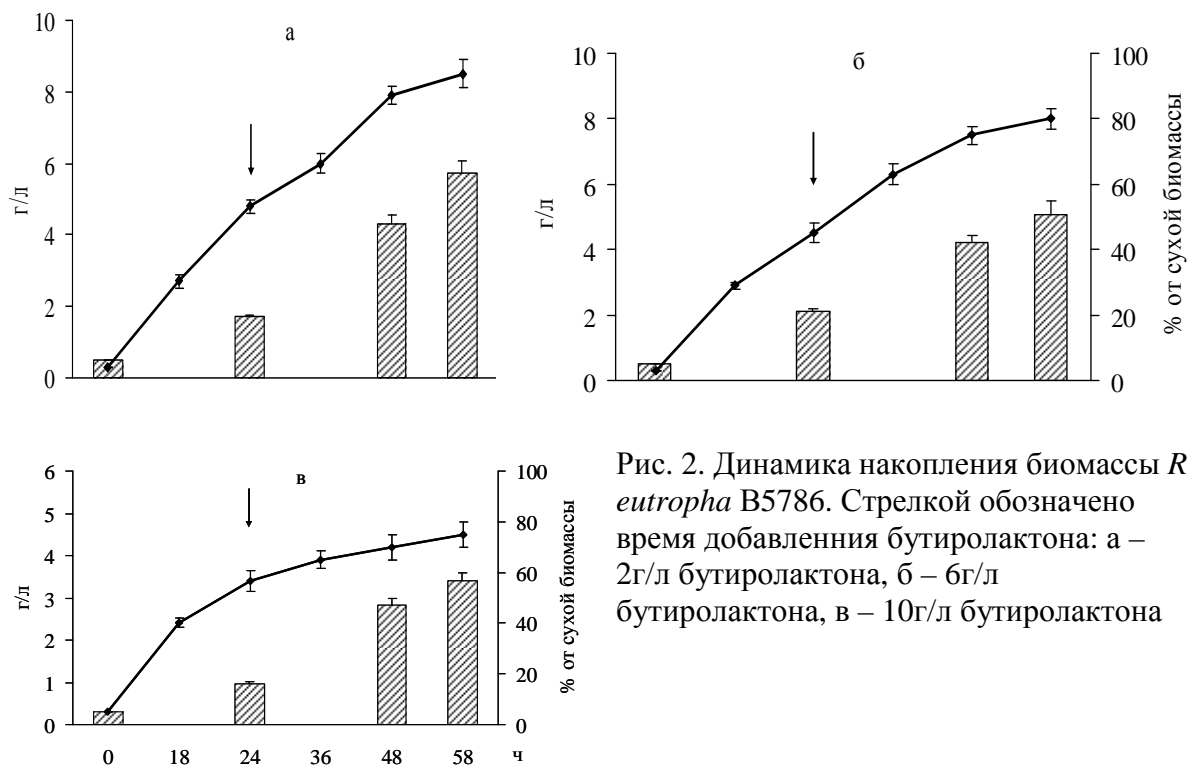 а
10
8
6
4
2
0
г/л
б
10
8
6
4
2
0
г/л
100
80
60
40
20
0
% от сухой биомассы
в
6
5
4
3
2
1
0
г/л
100
80
60
40
20
0
% от сухой биомассы
0 18 24 36 48 58 ч
Рис. 2. Динамика накопления биомассы R
eutropha B5786. Стрелкой обозначено
время добавленния бутиролактона: а –
2г/л бутиролактона, б – 6г/л
бутиролактона, в – 10г/л бутиролактона